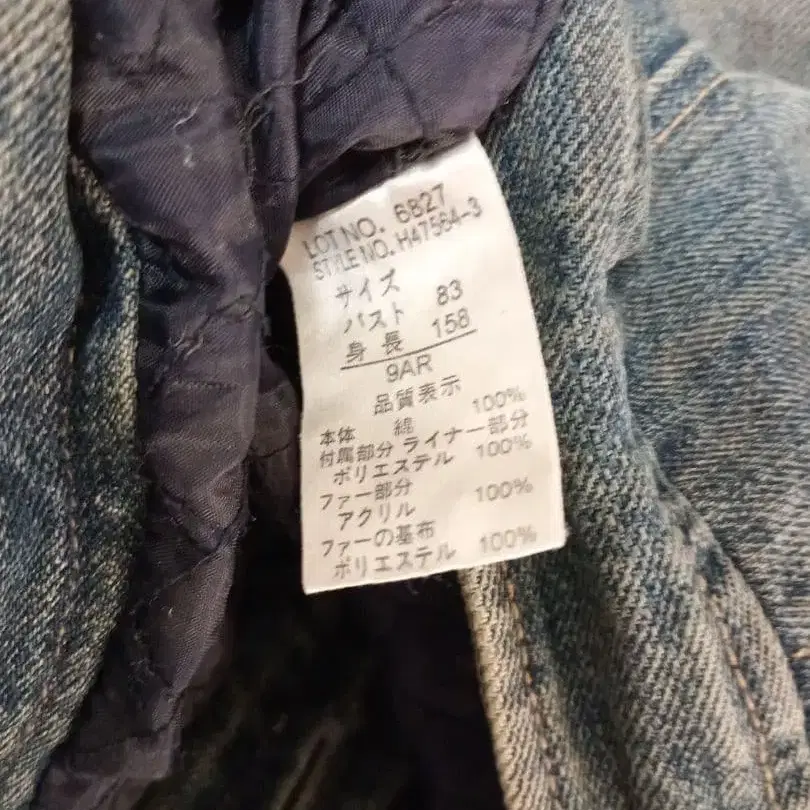 LOT NO. 6827
STYLE NO. H47564-3
サイズ
バスト 83
身長 158
9AR
品質表示
本体 綿 100%
付属部分 ライナー部分
ポリエステル 100%
ファー部分
アクリル 100%
ファーの基布
ポリエステル 100%